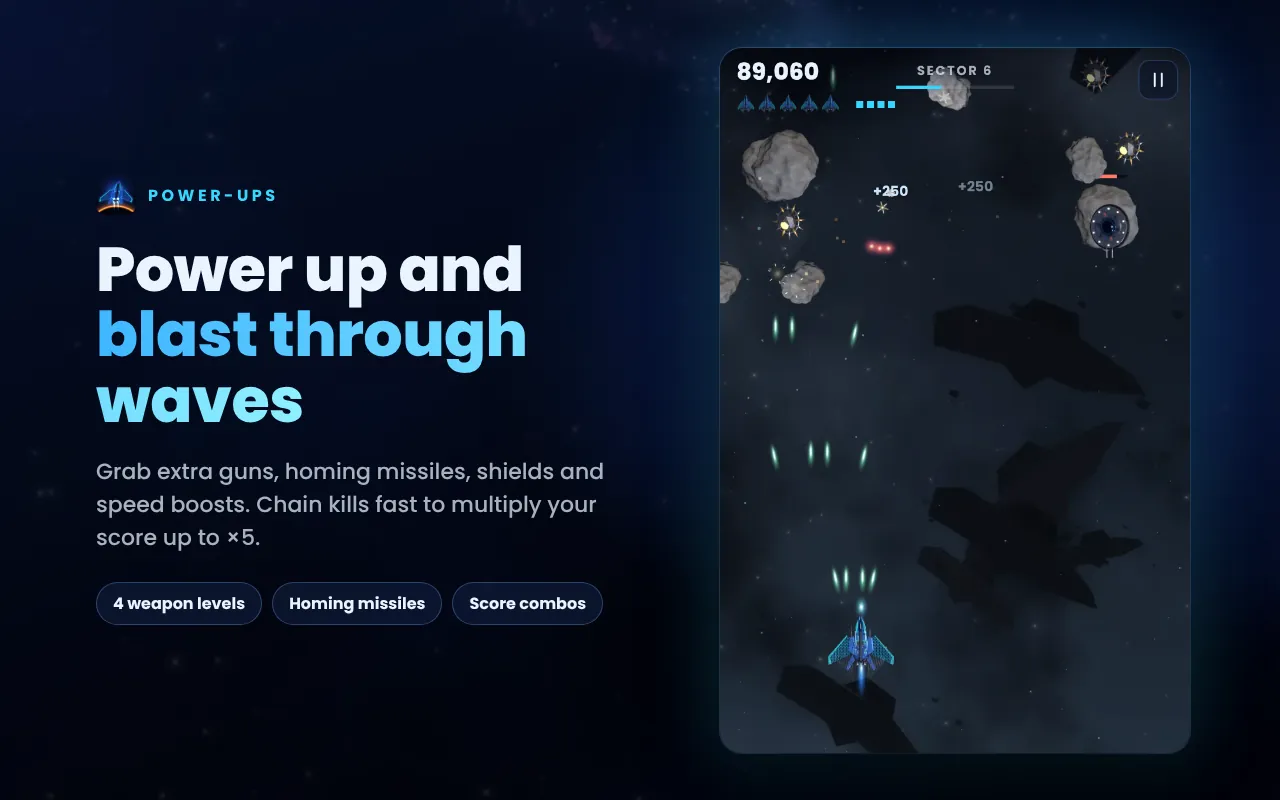 POWER-UPS
Power up and
blast through
waves
Grab extra guns, homing missiles, shields and
speed boosts. Chain kills fast to multiply your
score up to ×5.
4 weapon levels
Homing missiles
Score combos
89,060
SECTOR 6
+250
+250